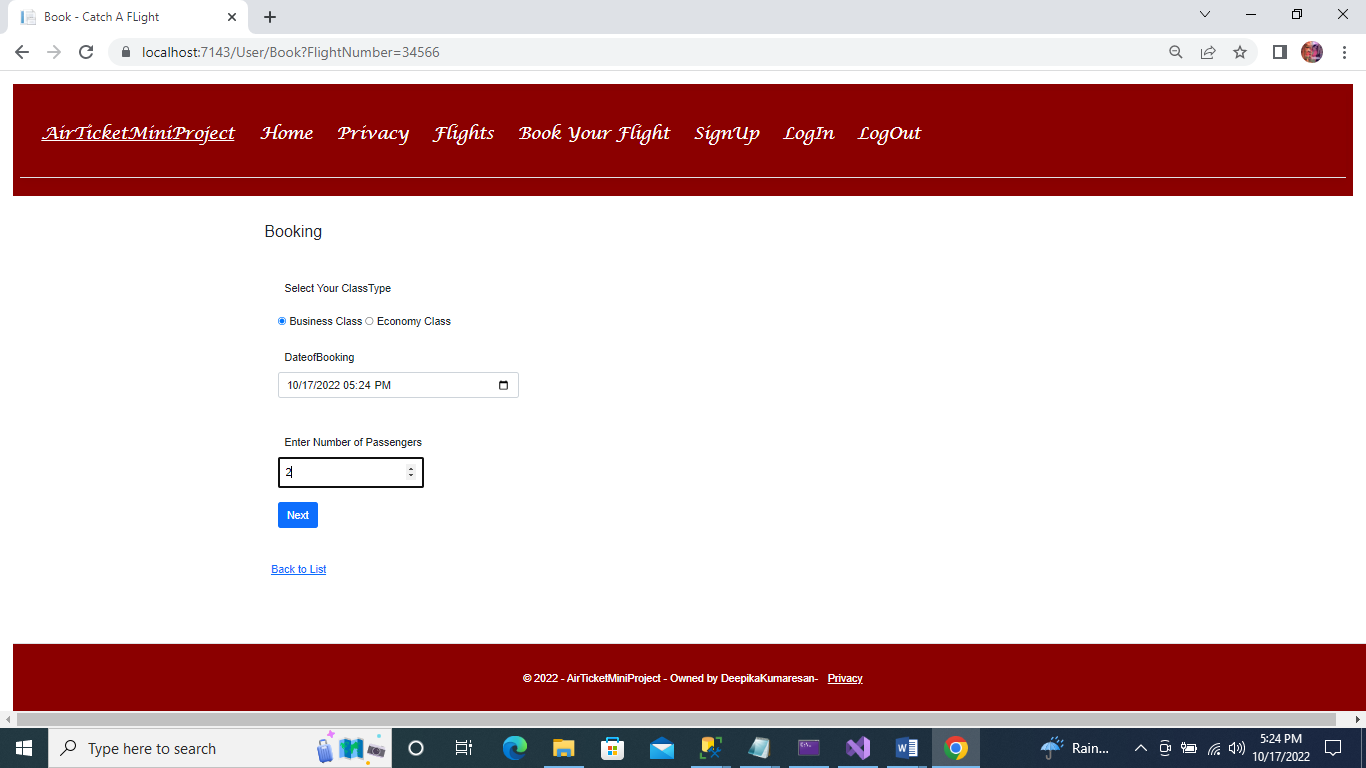 Book - Catch A FLight
localhost:7143/User/Book?FlightNumber=34566
AirTicketMiniProject Home Privacy Flights Book Your Flight SignUp LogIn LogOut
Booking
Select Your ClassType
Business Class Economy Class
DateofBooking
10/17/2022 05:24 PM
Enter Number of Passengers
2
Next
Back to List
© 2022 - AirTicketMiniProject - Owned by DeepikaKumaresan- Privacy
Type here to search
Rain...
5:24 PM
10/17/2022